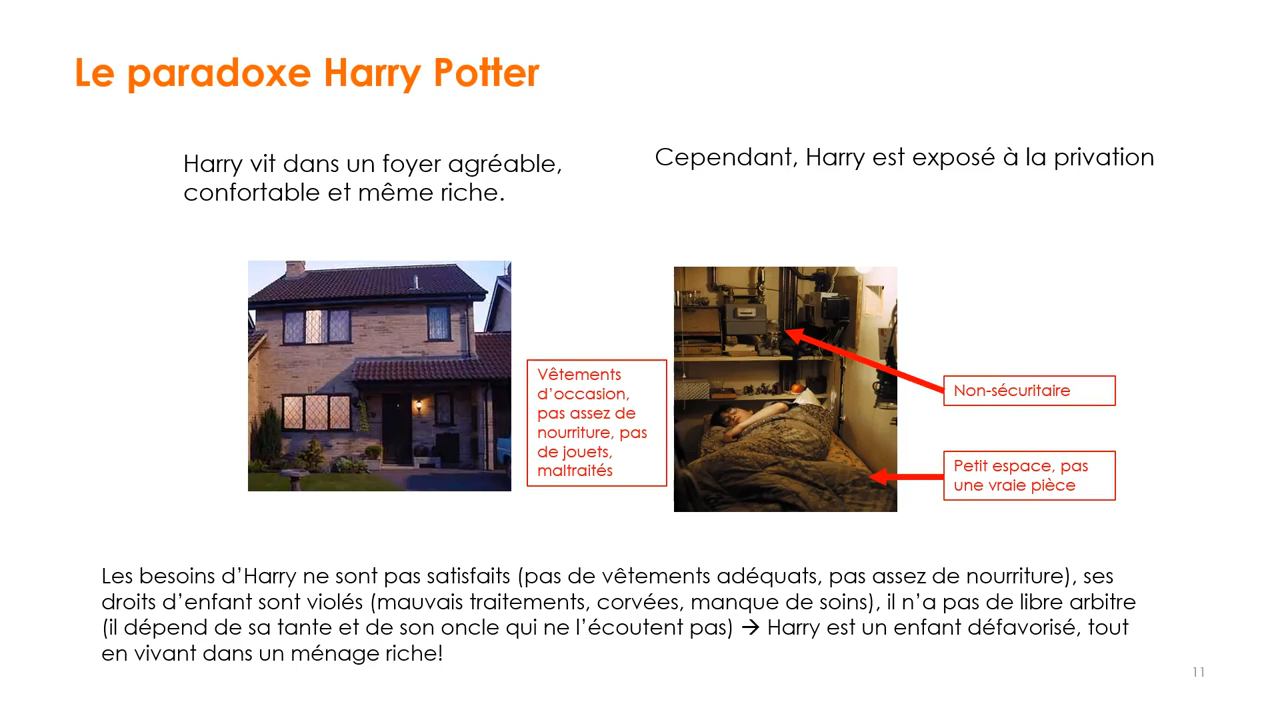 Le paradoxe Harry Potter
Harry vit dans un foyer agréable,
confortable et même riche.
Cependant, Harry est exposé à la privation
Vêtements
d’occasion,
pas assez de
nourriture, pas
de jouets,
maltraités
Non-sécuritaire
Petit espace, pas
une vraie pièce
Les besoins d’Harry ne sont pas satisfaits (pas de vêtements adéquats, pas assez de nourriture), ses
droits d’enfant sont violés (mauvais traitements, corvées, manque de soins), il n’a pas de libre arbitre
(il dépend de sa tante et de son oncle qui ne l’écoutent pas) → Harry est un enfant défavorisé, tout
en vivant dans un ménage riche!
11